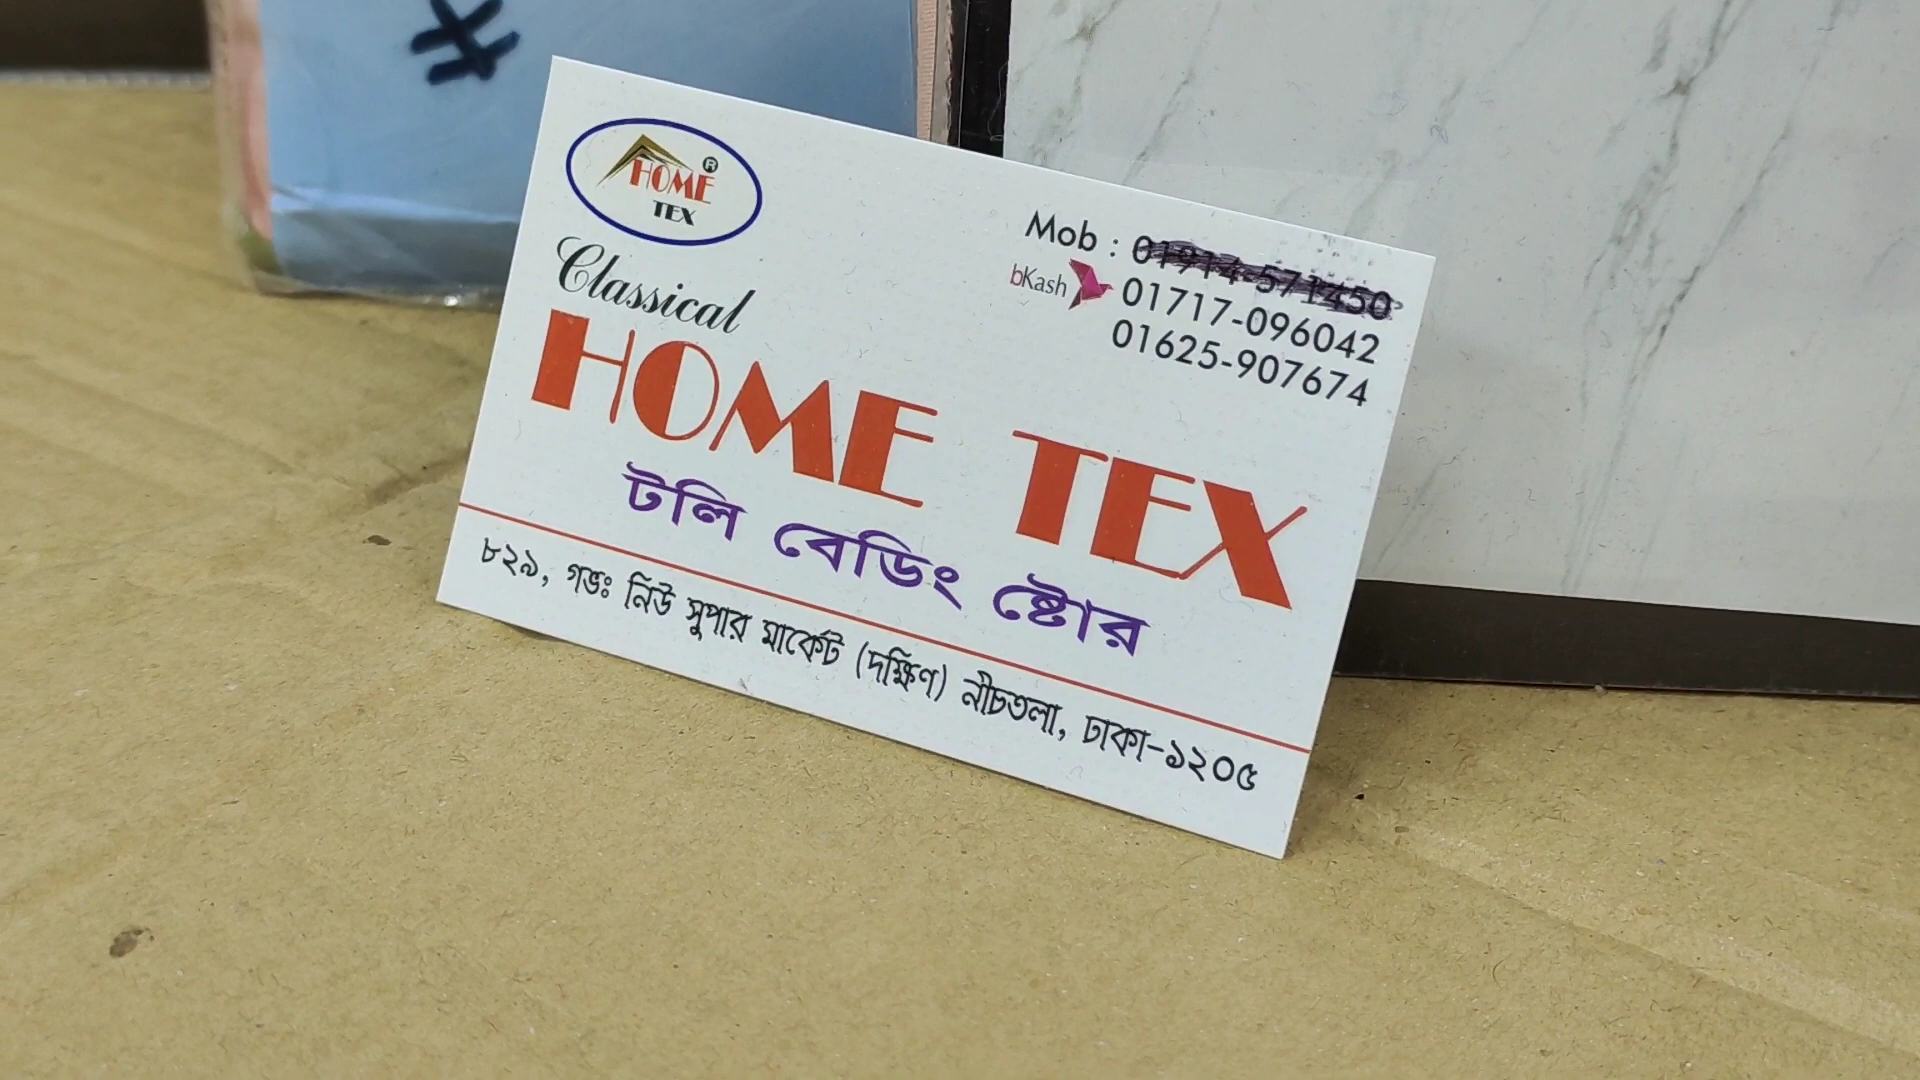 HOME ®
TEX
Classical
HOME TEX
Mob : 01914-571450
bKash 01717-096042
01625-907674
টলি বেডিং ষ্টোর
৮২৯, গভঃ নিউ সুপার মার্কেট (দক্ষিণ) নীচতলা, ঢাকা-১২০৫